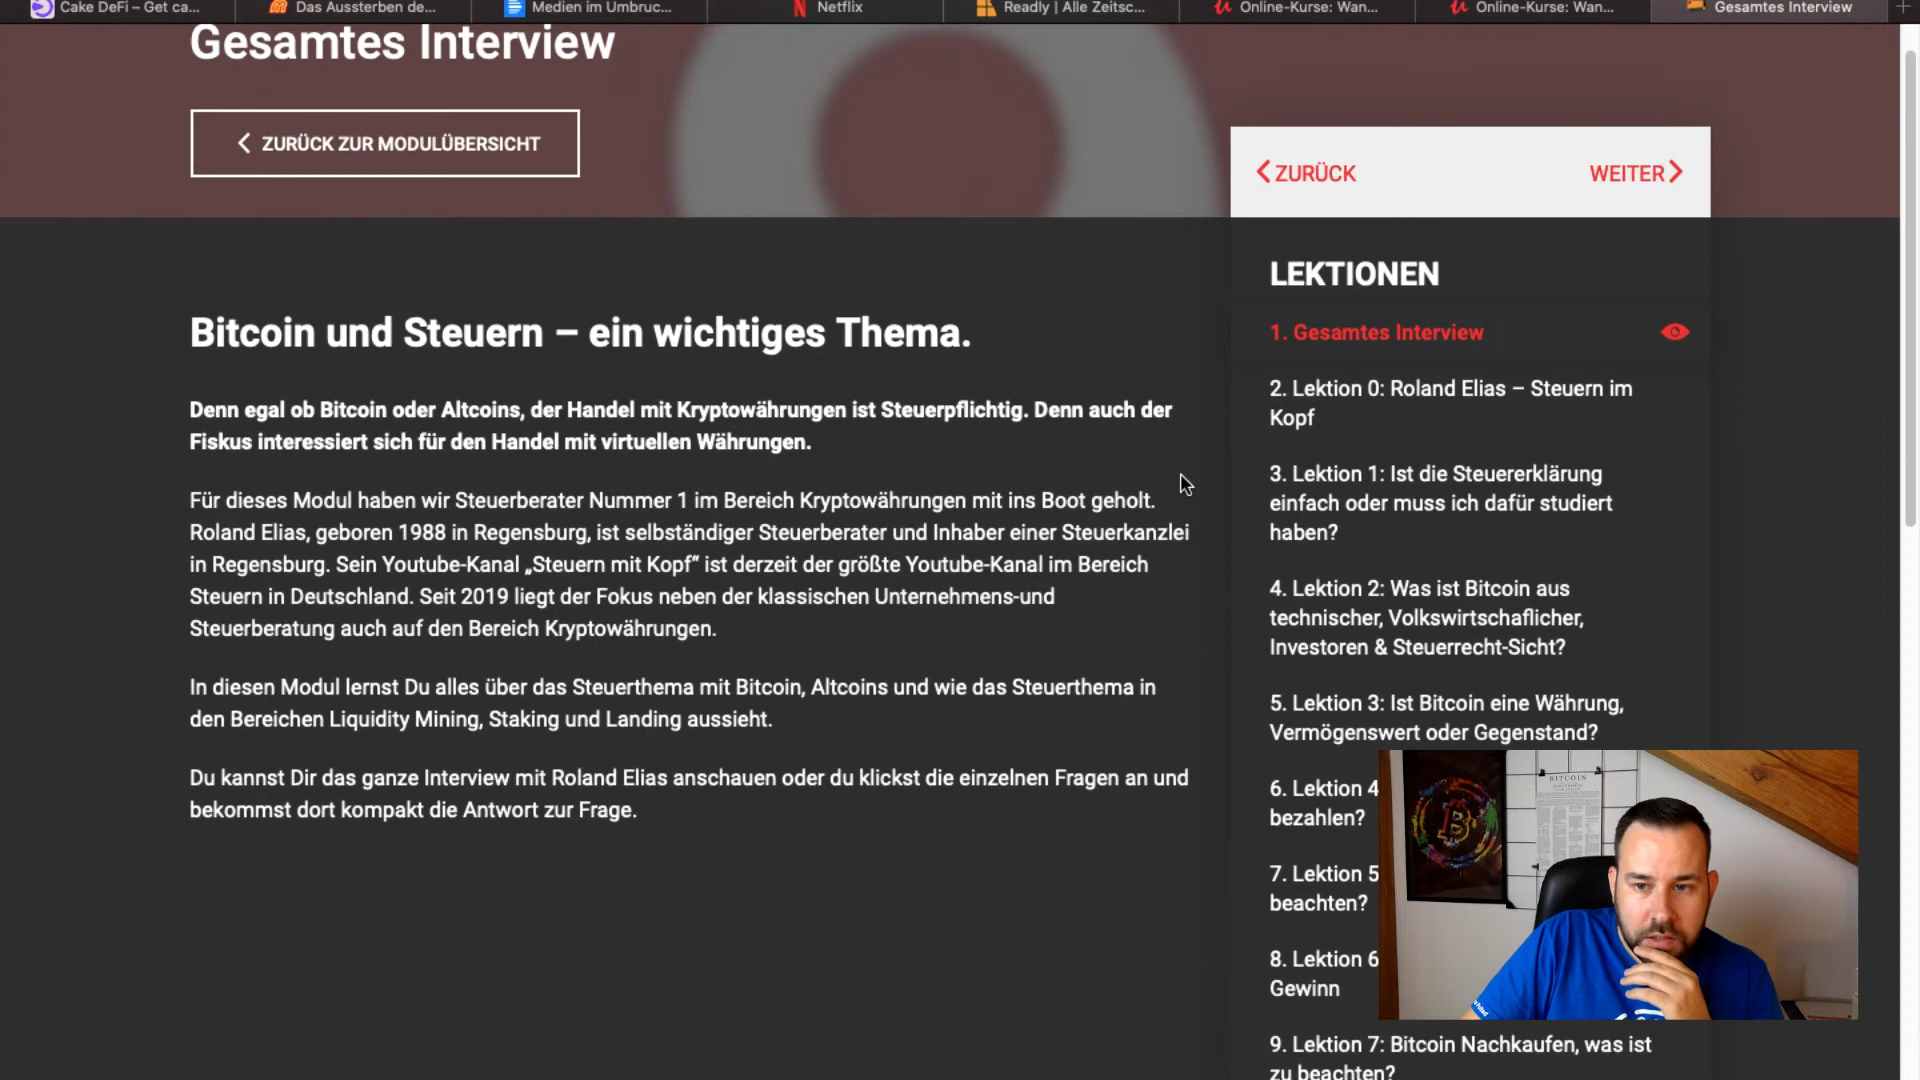 Cake DeFi – Get ca...
Das Aussterben de...
Medien im Umbruc...
Netflix
Readly | Alle Zeitsc...
Online-Kurse: Wan...
Online-Kurse: Wan...
Gesamtes Interview
Gesamtes Interview
ZURÜCK ZUR MODULÜBERSICHT
ZURÜCK
WEITER
Bitcoin und Steuern – ein wichtiges Thema.
Denn egal ob Bitcoin oder Altcoins, der Handel mit Kryptowährungen ist Steuerpflichtig. Denn auch der
Fiskus interessiert sich für den Handel mit virtuellen Währungen.
Für dieses Modul haben wir Steuerberater Nummer 1 im Bereich Kryptowährungen mit ins Boot geholt.
Roland Elias, geboren 1988 in Regensburg, ist selbständiger Steuerberater und Inhaber einer Steuerkanzlei
in Regensburg. Sein Youtube-Kanal „Steuern mit Kopf“ ist derzeit der größte Youtube-Kanal im Bereich
Steuern in Deutschland. Seit 2019 liegt der Fokus neben der klassischen Unternehmens-und
Steuerberatung auch auf den Bereich Kryptowährungen.
In diesen Modul lernst Du alles über das Steuerthema mit Bitcoin, Altcoins und wie das Steuerthema in
den Bereichen Liquidity Mining, Staking und Landing aussieht.
Du kannst Dir das ganze Interview mit Roland Elias anschauen oder du klickst die einzelnen Fragen an und
bekommst dort kompakt die Antwort zur Frage.
LEKTIONEN
1. Gesamtes Interview
2. Lektion 0: Roland Elias – Steuern im
Kopf
3. Lektion 1: Ist die Steuererklärung
einfach oder muss ich dafür studiert
haben?
4. Lektion 2: Was ist Bitcoin aus
technischer, Volkswirtschaflicher,
Investoren & Steuerrecht-Sicht?
5. Lektion 3: Ist Bitcoin eine Währung,
Vermögenswert oder Gegenstand?
6. Lektion 4
bezahlen?
7. Lektion 5
beachten?
8. Lektion 6
Gewinn
9. Lektion 7: Bitcoin Nachkaufen, was ist
zu beachten?
BITCOIN